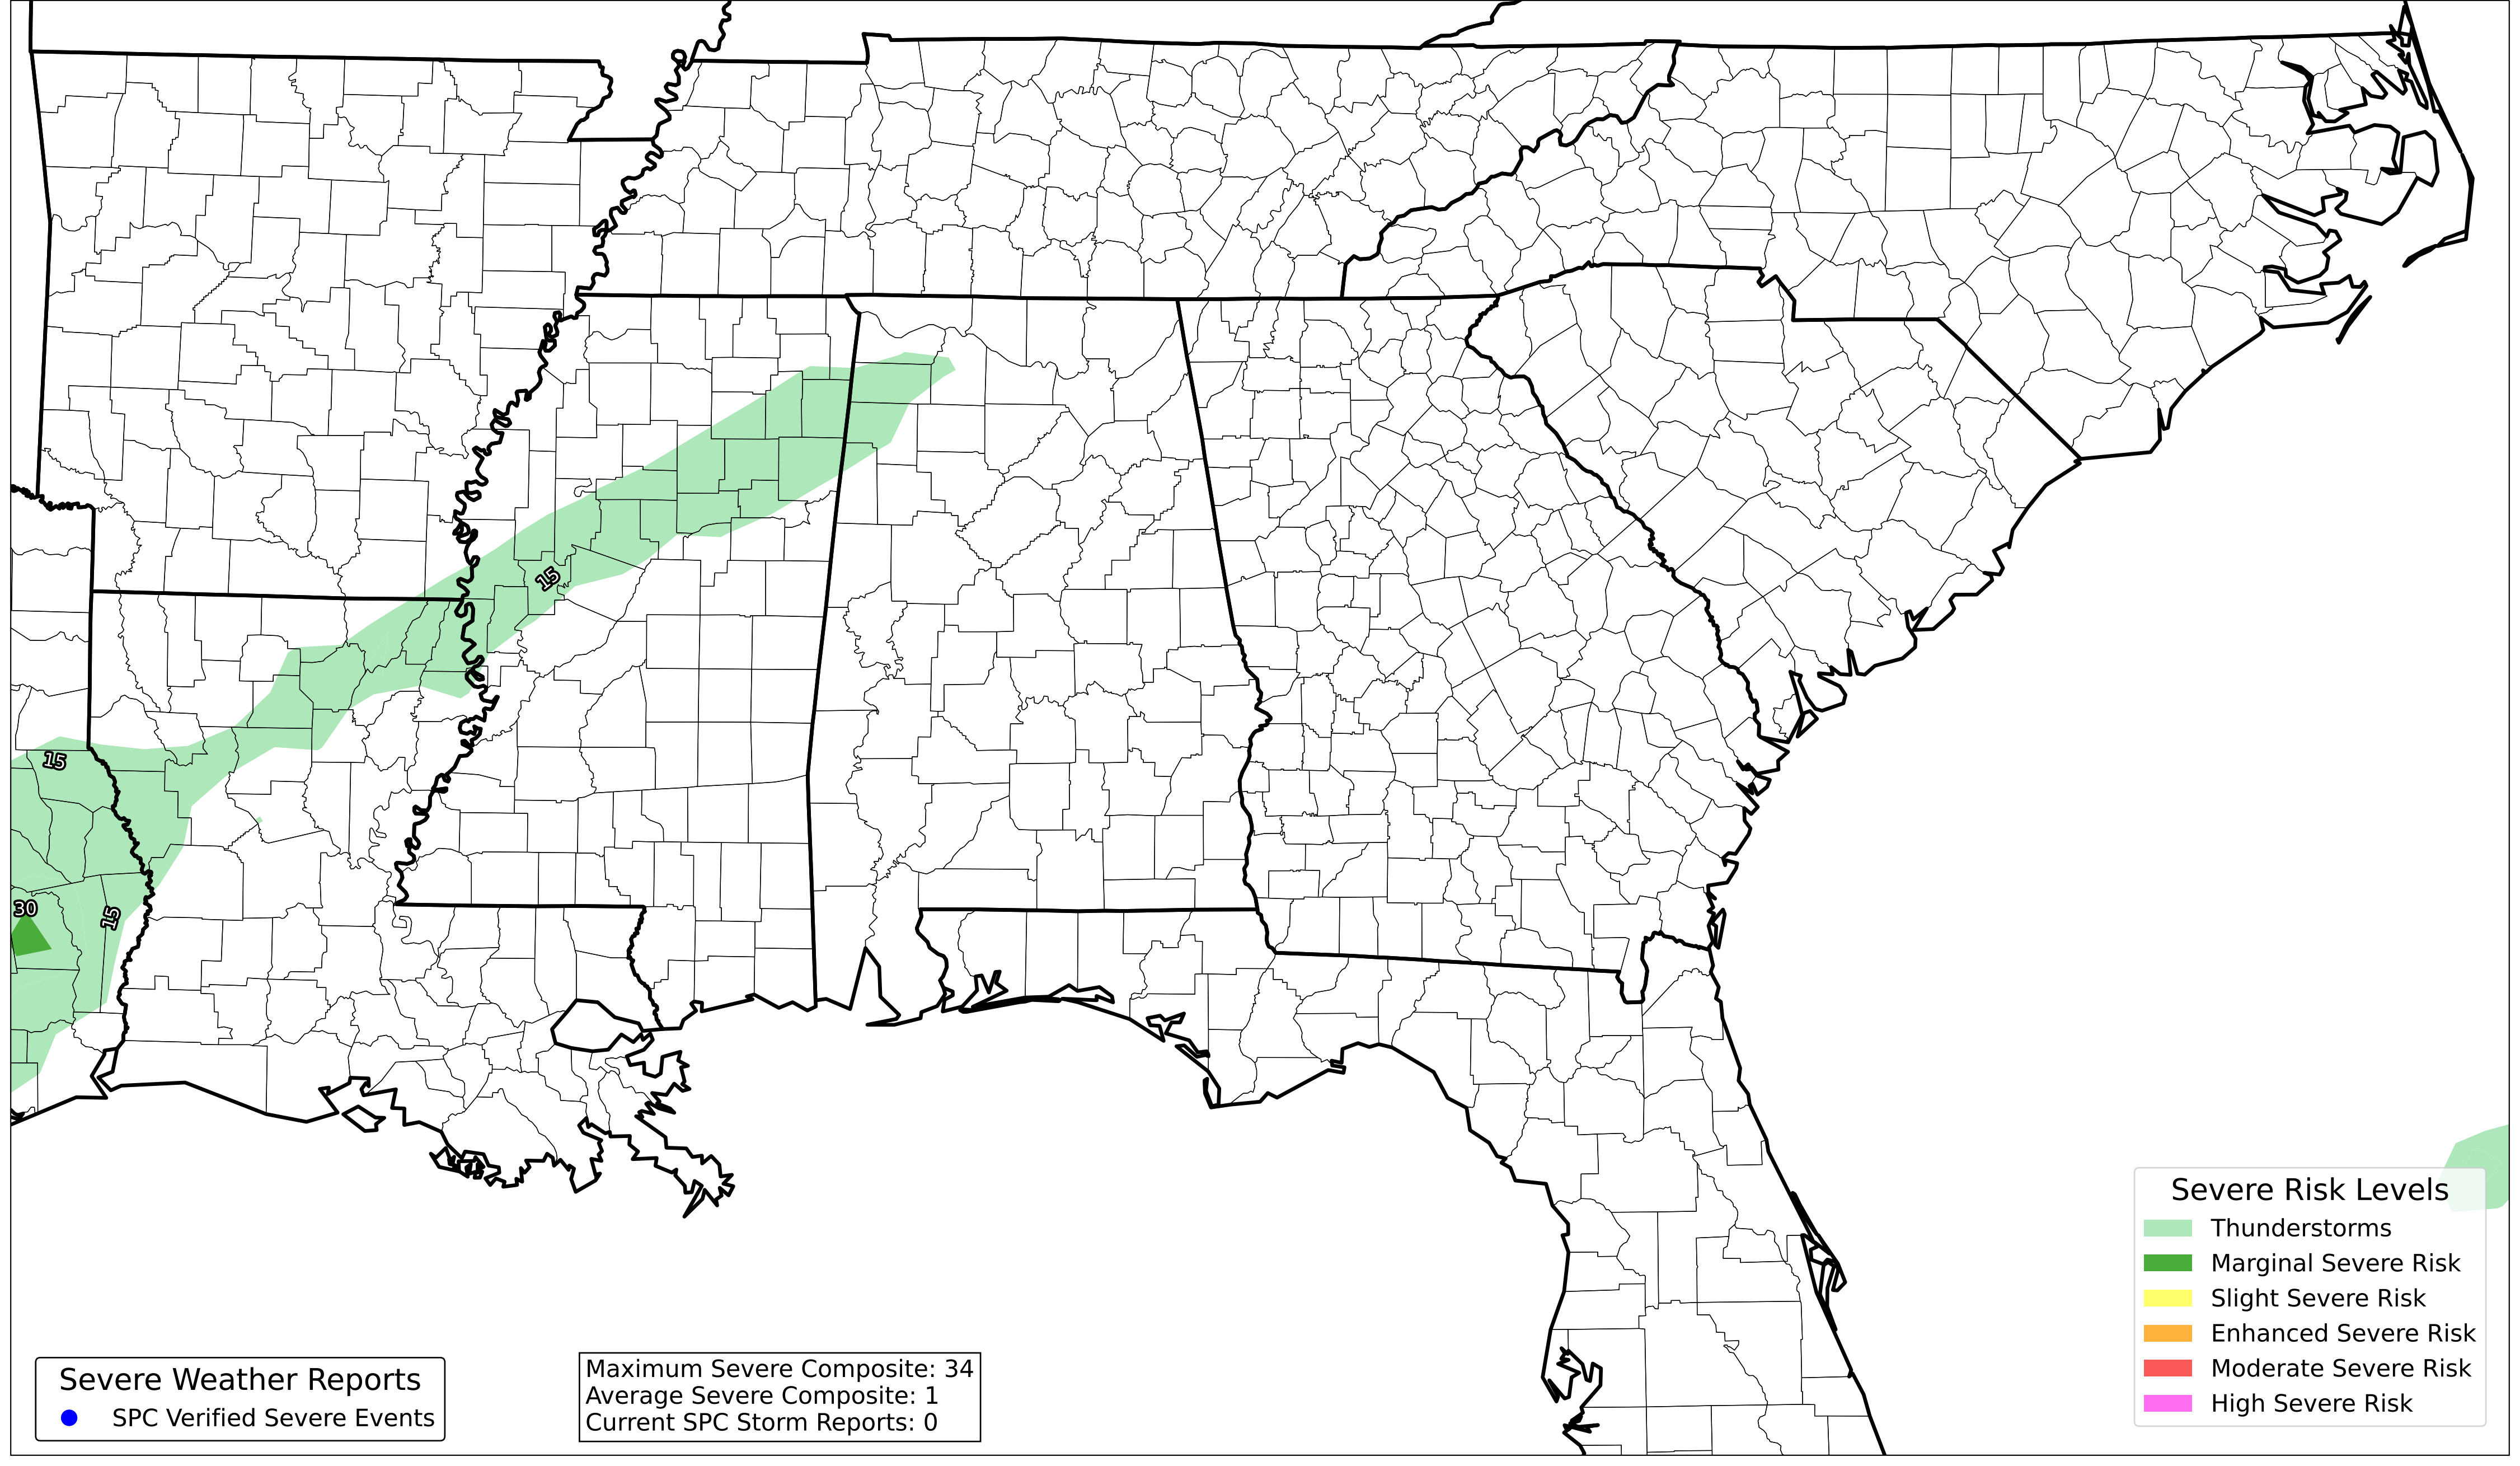 15
15
30
15
Severe Risk Levels
Thunderstorms
Marginal Severe Risk
Slight Severe Risk
Enhanced Severe Risk
Moderate Severe Risk
High Severe Risk
Severe Weather Reports
SPC Verified Severe Events
Maximum Severe Composite: 34
Average Severe Composite: 1
Current SPC Storm Reports: 0